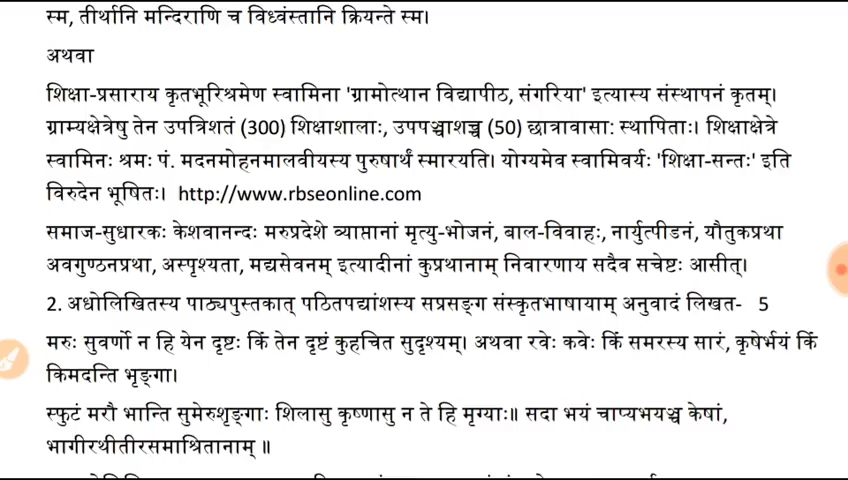 स्म, तीर्थानि मन्दिराणि च विध्वंस्तानि क्रियन्ते स्म।
अथवा
शिक्षा-प्रसाराय कृतभूरिश्रमेण स्वामिना 'ग्रामोत्थान विद्यापीठ, संगरिया' इत्यास्य संस्थापनं कृतम्।
ग्राम्यक्षेत्रेषु तेन उपत्रिशतं (300) शिक्षाशालाः, उपपञ्चाशच्च (50) छात्रावासा: स्थापिताः। शिक्षाक्षेत्रे
स्वामिनः श्रमः पं. मदनमोहनमालवीयस्य पुरुषार्थं स्मारयति। योग्यमेव स्वामिवर्यः 'शिक्षा-सन्तः' इति
विरुदेन भूषितः। http://www.rbseonline.com
समाज-सुधारकः केशवानन्दः मरुप्रदेशे व्याप्तानां मृत्यु-भोजनं, बाल-विवाहः, नार्युत्पीडनं, यौतुकप्रथा
अवगुण्ठनप्रथा, अस्पृश्यता, मद्यसेवनम् इत्यादीनां कुप्रथानाम् निवारणाय सदैव सचेष्टः आसीत्।
2. अधोलिखितस्य पाठ्यपुस्तकात् पठितपद्यांशस्य सप्रसङ्ग संस्कृतभाषायाम् अनुवादं लिखत- 5
मरुः सुवर्णो न हि येन दृष्टः किं तेन दृष्टं कुहचित सुदृश्यम्। अथवा रवेः कवेः किं समरस्य सारं, कृषेर्भयं किं
किमदन्ति भृङ्गा।
स्फुटं मरौ भान्ति सुमेरुशृङ्गाः शिलासु कृष्णासु न ते हि मृग्याः॥ सदा भयं चाप्यभयञ्च केषां,
भागीरथीतीरसमाश्रितानाम् ॥